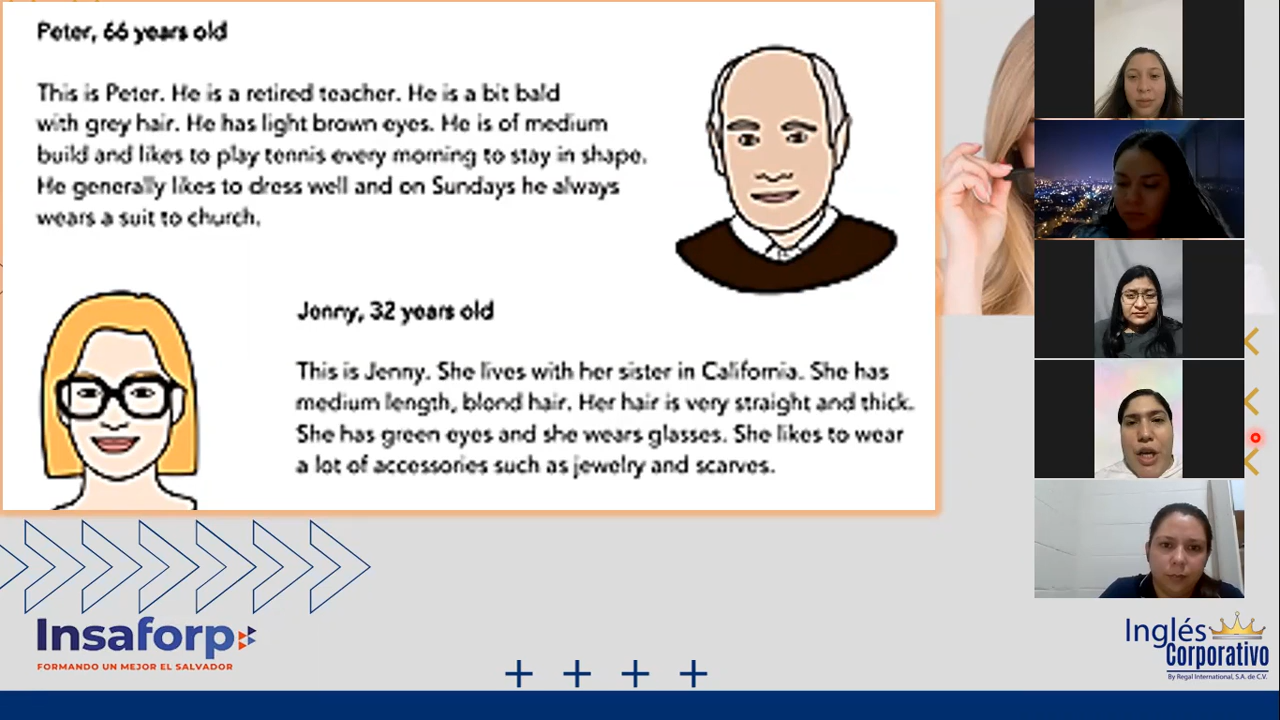 Peter, 66 years old
This is Peter. He is a retired teacher. He is a bit bald
with grey hair. He has light brown eyes. He is of medium
build and likes to play tennis every morning to stay in shape.
He generally likes to dress well and on Sundays he always
wears a suit to church.
Jenny, 32 years old
This is Jenny. She lives with her sister in California. She has
medium length, blond hair. Her hair is very straight and thick.
She has green eyes and she wears glasses. She likes to wear
a lot of accessories such as jewelry and scarves.
Insaforp
FORMANDO UN MEJOR EL SALVADOR
Inglés
Corporativo
By Regal International, S.A. de C.V.